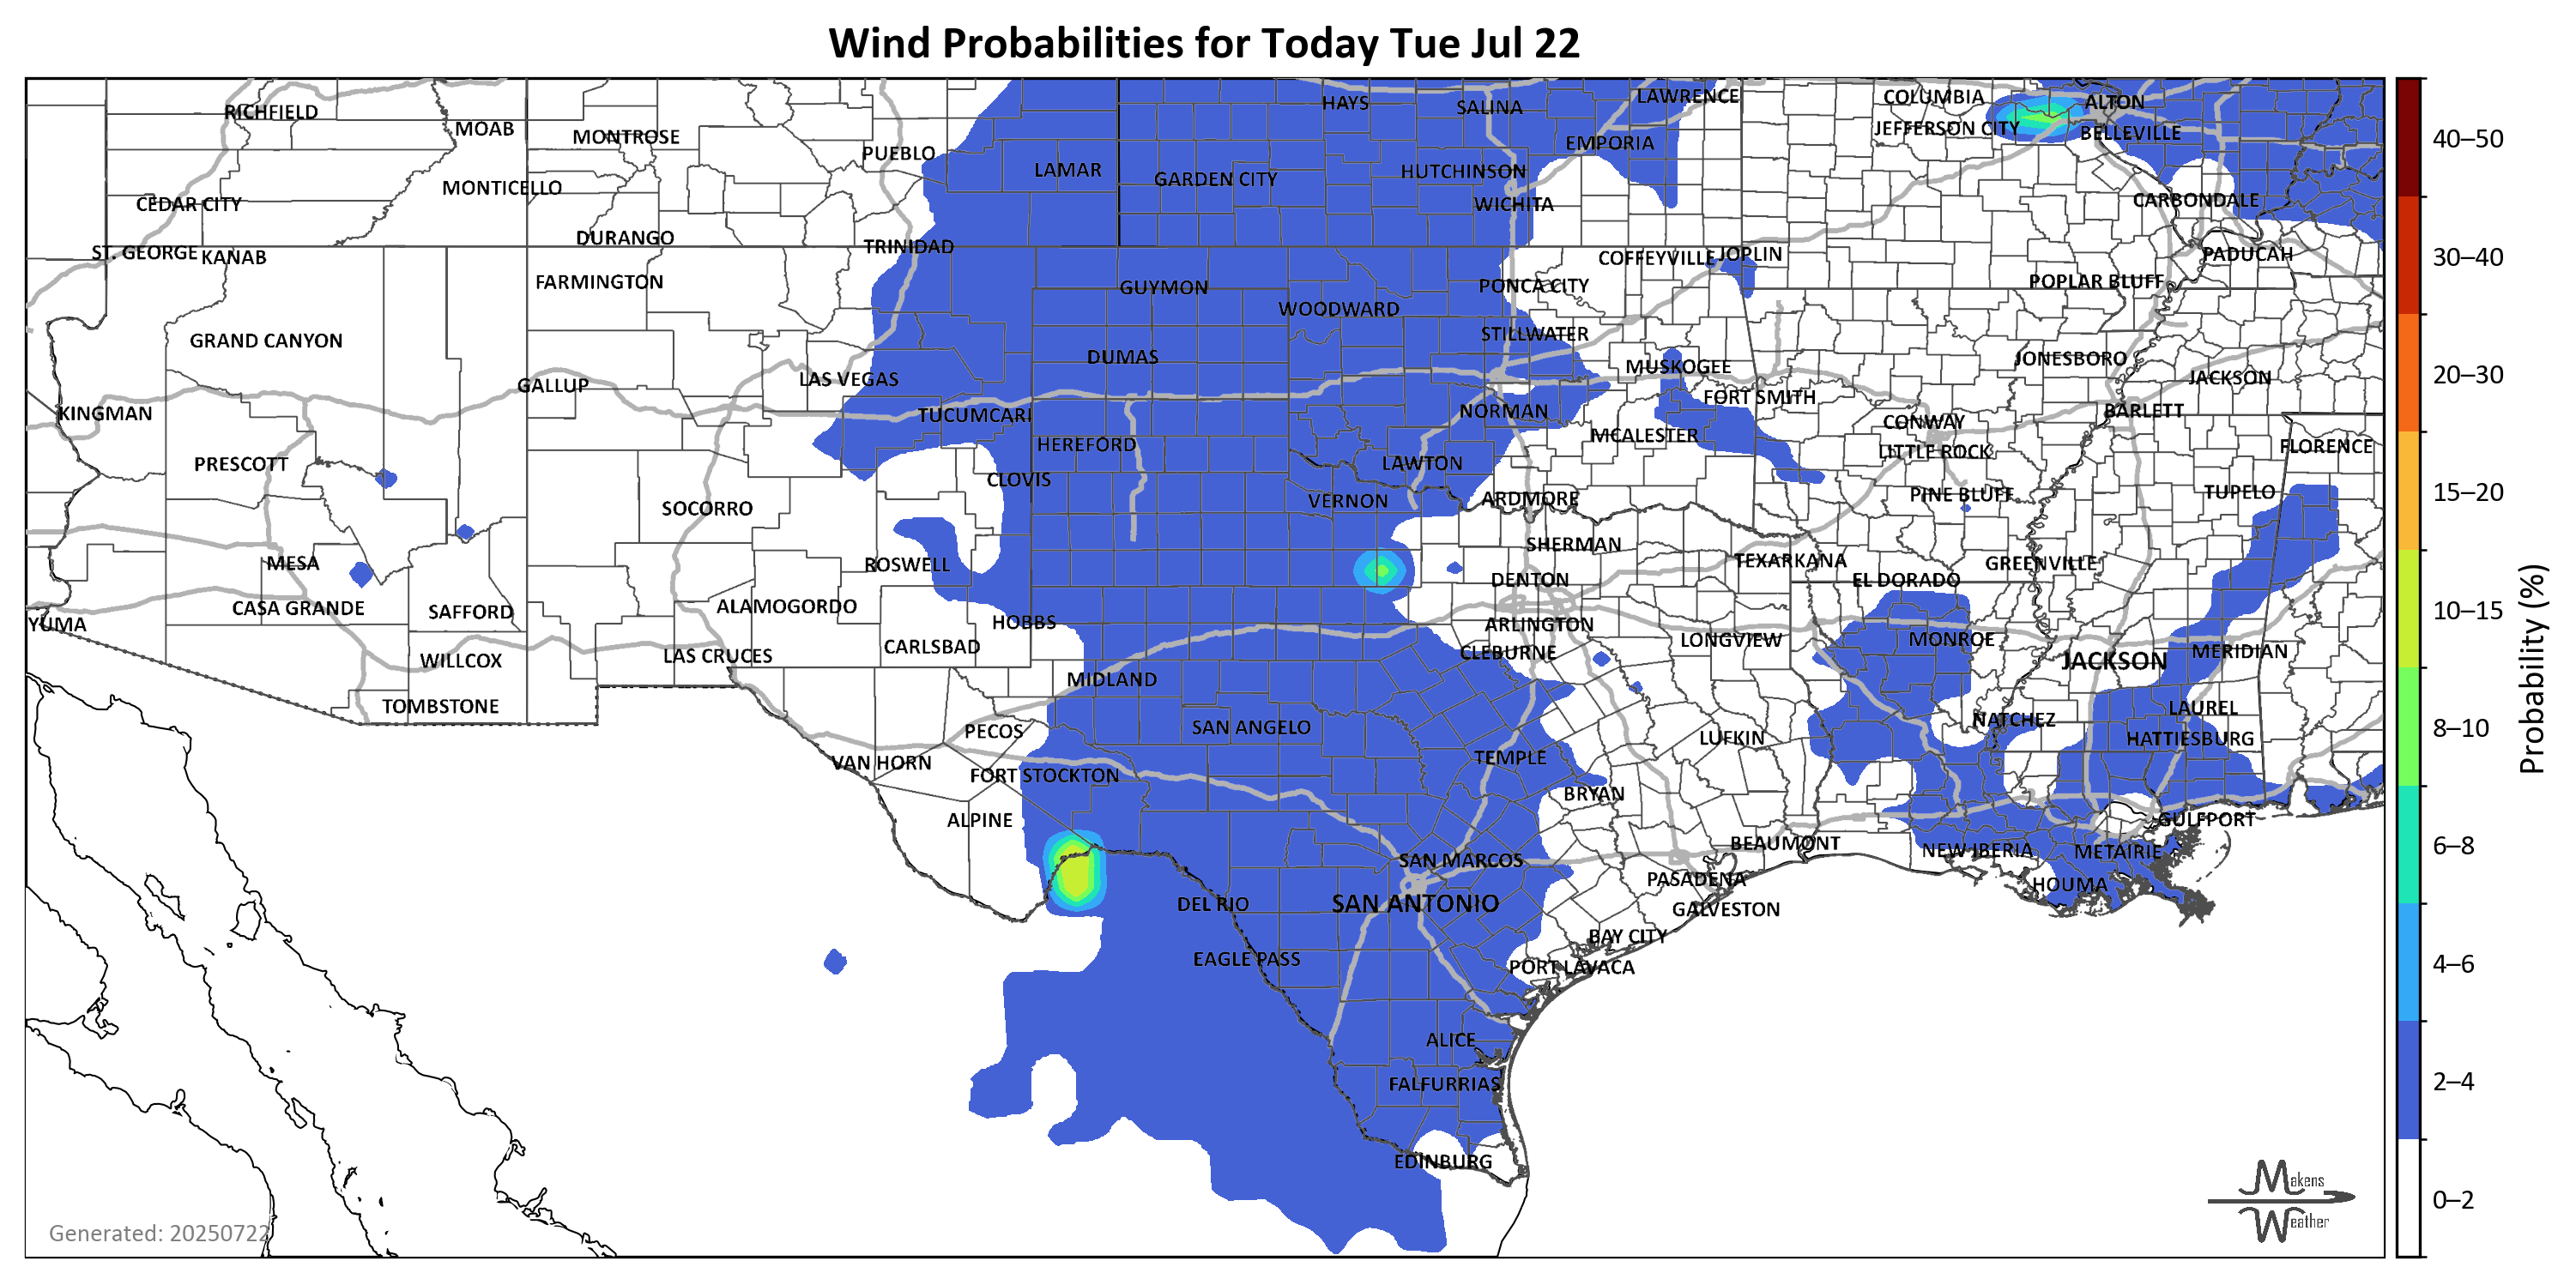 Wind Probabilities for Today Tue Jul 22
RICHFIELD
MOAB
MONTROSE
PUEBLO
LAMAR
HAYS
SALINA
LAWRENCE
COLUMBIA
ALTON
EMPORIA
JEFFERSON CITY
BELLEVILLE
CEDAR CITY
MONTICELLO
GARDEN CITY
HUTCHINSON
WICHITA
CARBONDALE
ST. GEORGE
KANAB
DURANGO
TRINIDAD
COFFEYVILLE
JOPLIN
PADUCAH
FARMINGTON
GUYMON
WOODWARD
PONCA CITY
POPLAR BLUFF
GRAND CANYON
DUMAS
STILLWATER
JONESBORO
KINGMAN
GALLUP
LAS VEGAS
MUSKOGEE
JACKSON
TUCUMCARI
NORMAN
FORT SMITH
CONWAY
BARLETT
PRESCOTT
HEREFORD
MCALESTER
LITTLE ROCK
FLORENCE
CLOVIS
LAWTON
SOCORRO
VERNON
ARDMORE
PINE BLUFF
TUPELO
MESA
ROSWELL
SHERMAN
TEXARKANA
GREENVILLE
CASA GRANDE
SAFFORD
ALAMOGORDO
DENTON
EL DORADO
YUMA
HOBBS
ARLINGTON
WILLCOX
LAS CRUCES
CARLSBAD
CLEBURNE
LONGVIEW
MONROE
JACKSON
MERIDIAN
TOMBSTONE
MIDLAND
PECOS
SAN ANGELO
NATCHEZ
LAUREL
VAN HORN
FORT STOCKTON
TEMPLE
LUFKIN
HATTIESBURG
ALPINE
BRYAN
GULFPORT
SAN MARCOS
BEAUMONT
NEW IBERIA
METAIRIE
DEL RIO
SAN ANTONIO
PASADENA
HOUMA
GALVESTON
EAGLE PASS
BAY CITY
PORT LAVACA
ALICE
FALFURRIAS
EDINBURG
Generated: 20250722
Makens
Weather
40–50
30–40
20–30
15–20
10–15
8–10
6–8
4–6
2–4
0–2
Probability (%)